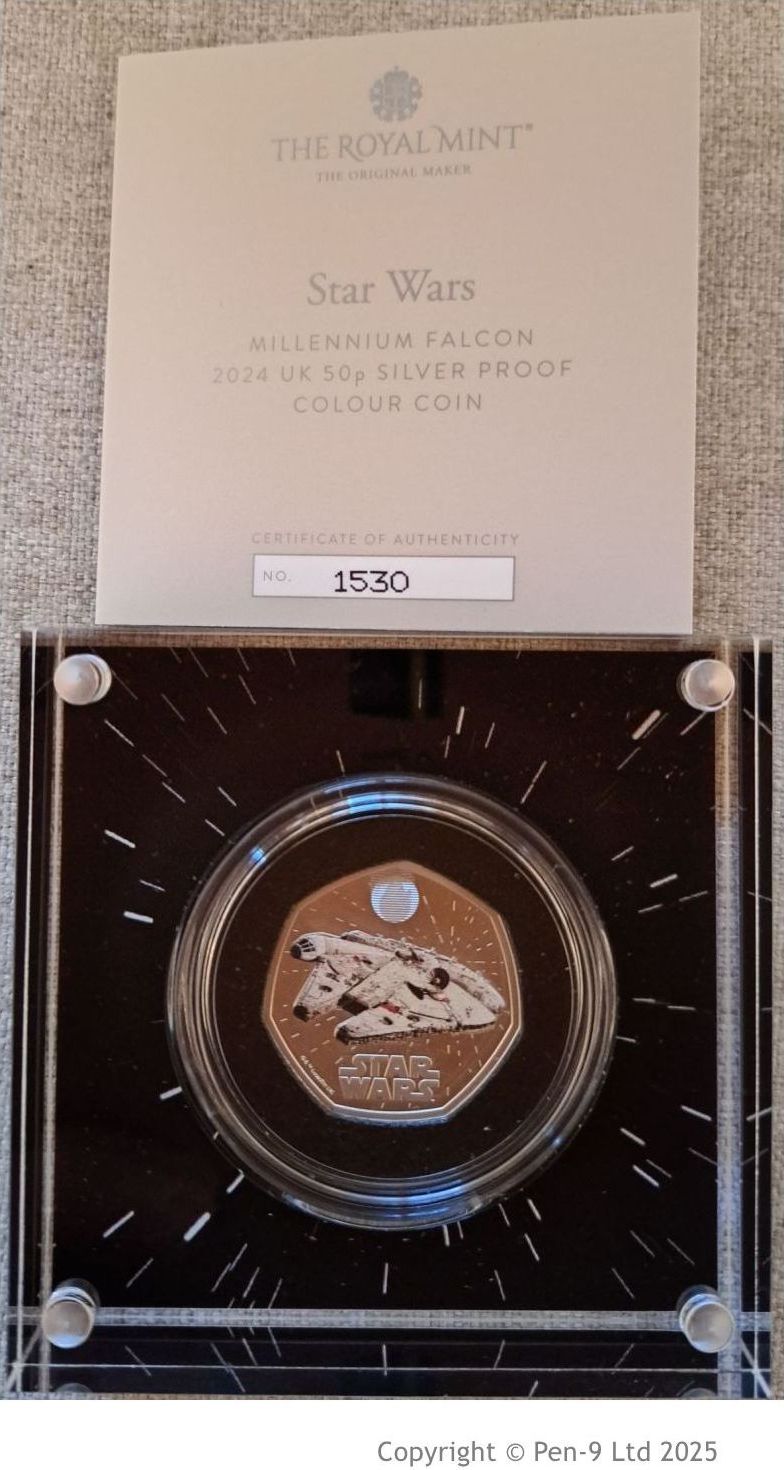 THE ROYAL MINT®
THE ORIGINAL MAKER
Star Wars
MILLENNIUM FALCON
2024 UK 50p SILVER PROOF
COLOUR COIN
CERTIFICATE OF AUTHENTICITY
NO. 1530
STAR
WARS
Copyright © Pen-9 Ltd 2025